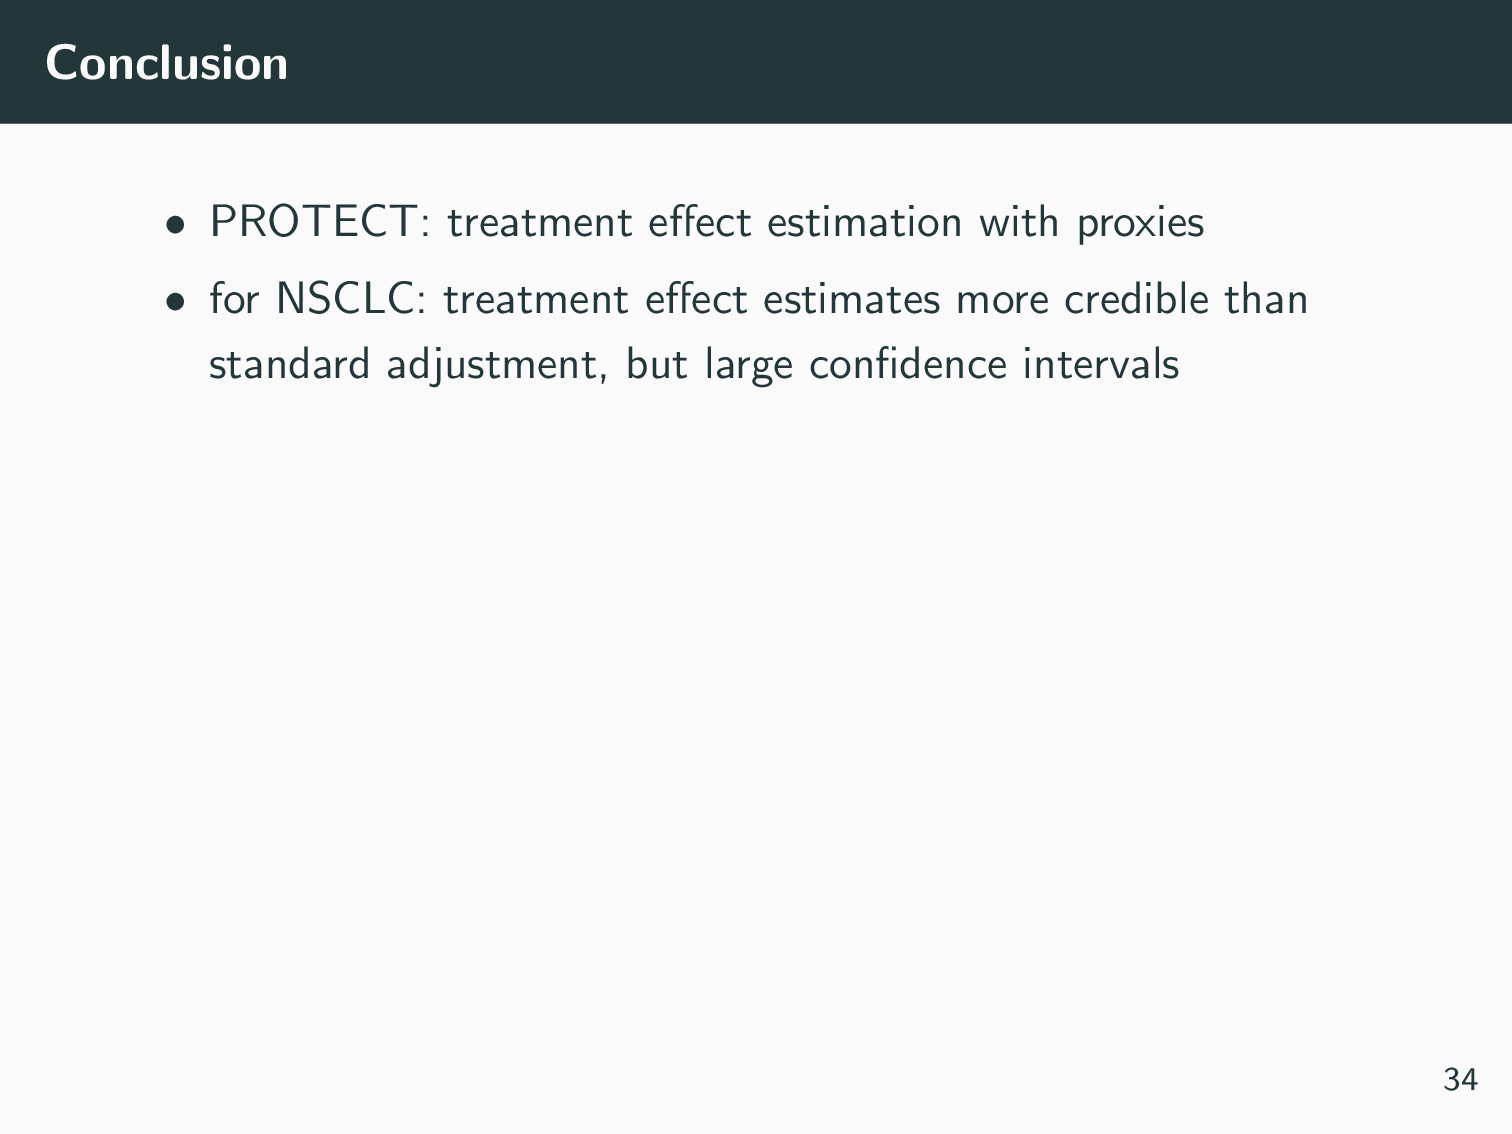 Conclusion
• PROTECT: treatment effect estimation with proxies
• for NSCLC: treatment effect estimates more credible than
standard adjustment, but large confidence intervals
34